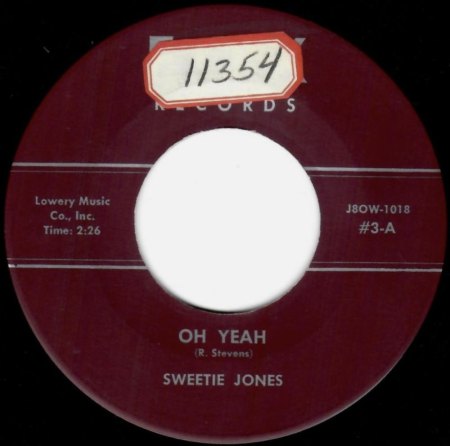 11354
RECORDS
Lowery Music
Co., Inc.
Time: 2:26
J8OW-1018
#3-A
OH YEAH
(R. Stevens)
SWEETIE JONES